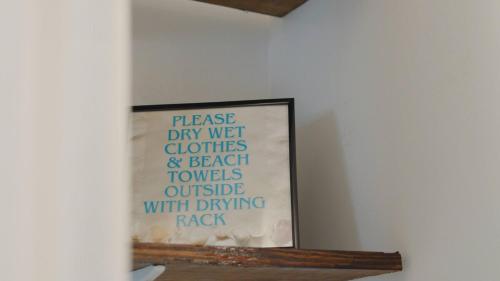 PLEASE
DRY WET
CLOTHES
& BEACH
TOWELS
OUTSIDE
WITH DRYING
RACK